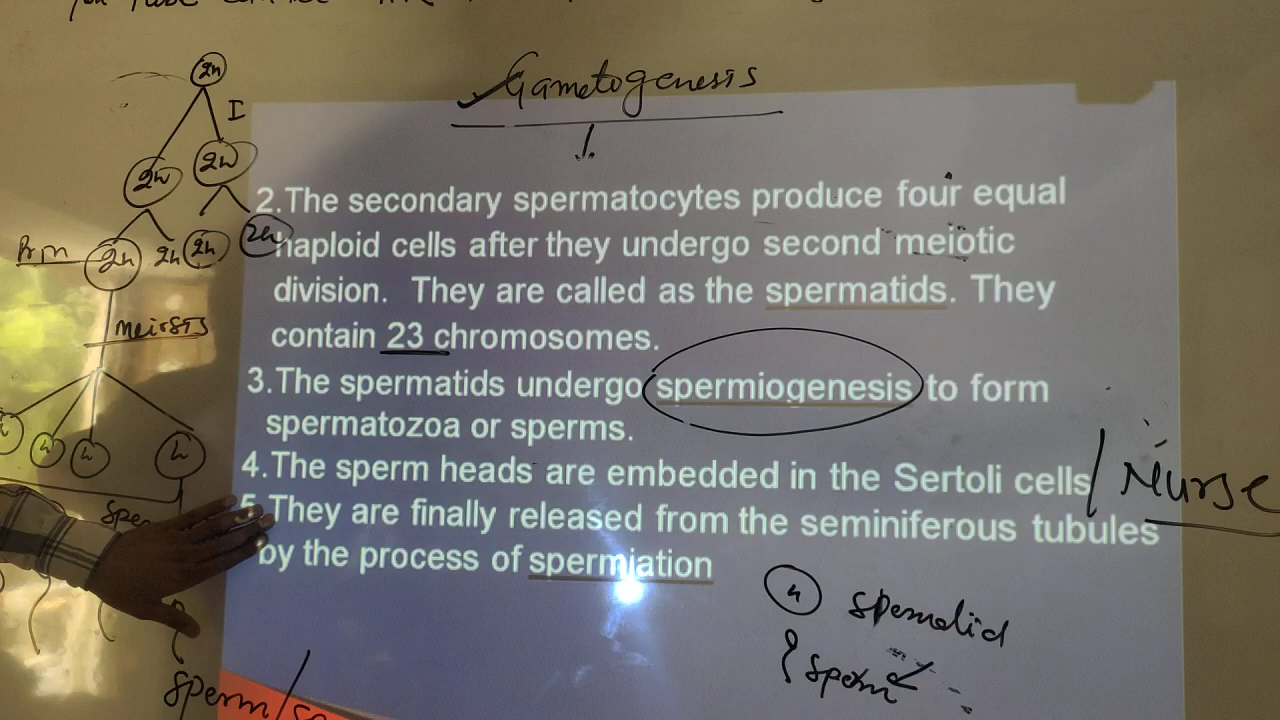 Gametogenesis
2n
I
2n 2n
2.The secondary spermatocytes produce four equal
haploid cells after they undergo second meiotic
division. They are called as the spermatids. They
contain 23 chromosomes.
3.The spermatids undergo spermiogenesis to form
spermatozoa or sperms.
4.The sperm heads are embedded in the Sertoli cells / Nurse
5.They are finally released from the seminiferous tubules
by the process of spermiation
2n 2n 2n 2n
n n n
n spermatid
sperm
sperm/